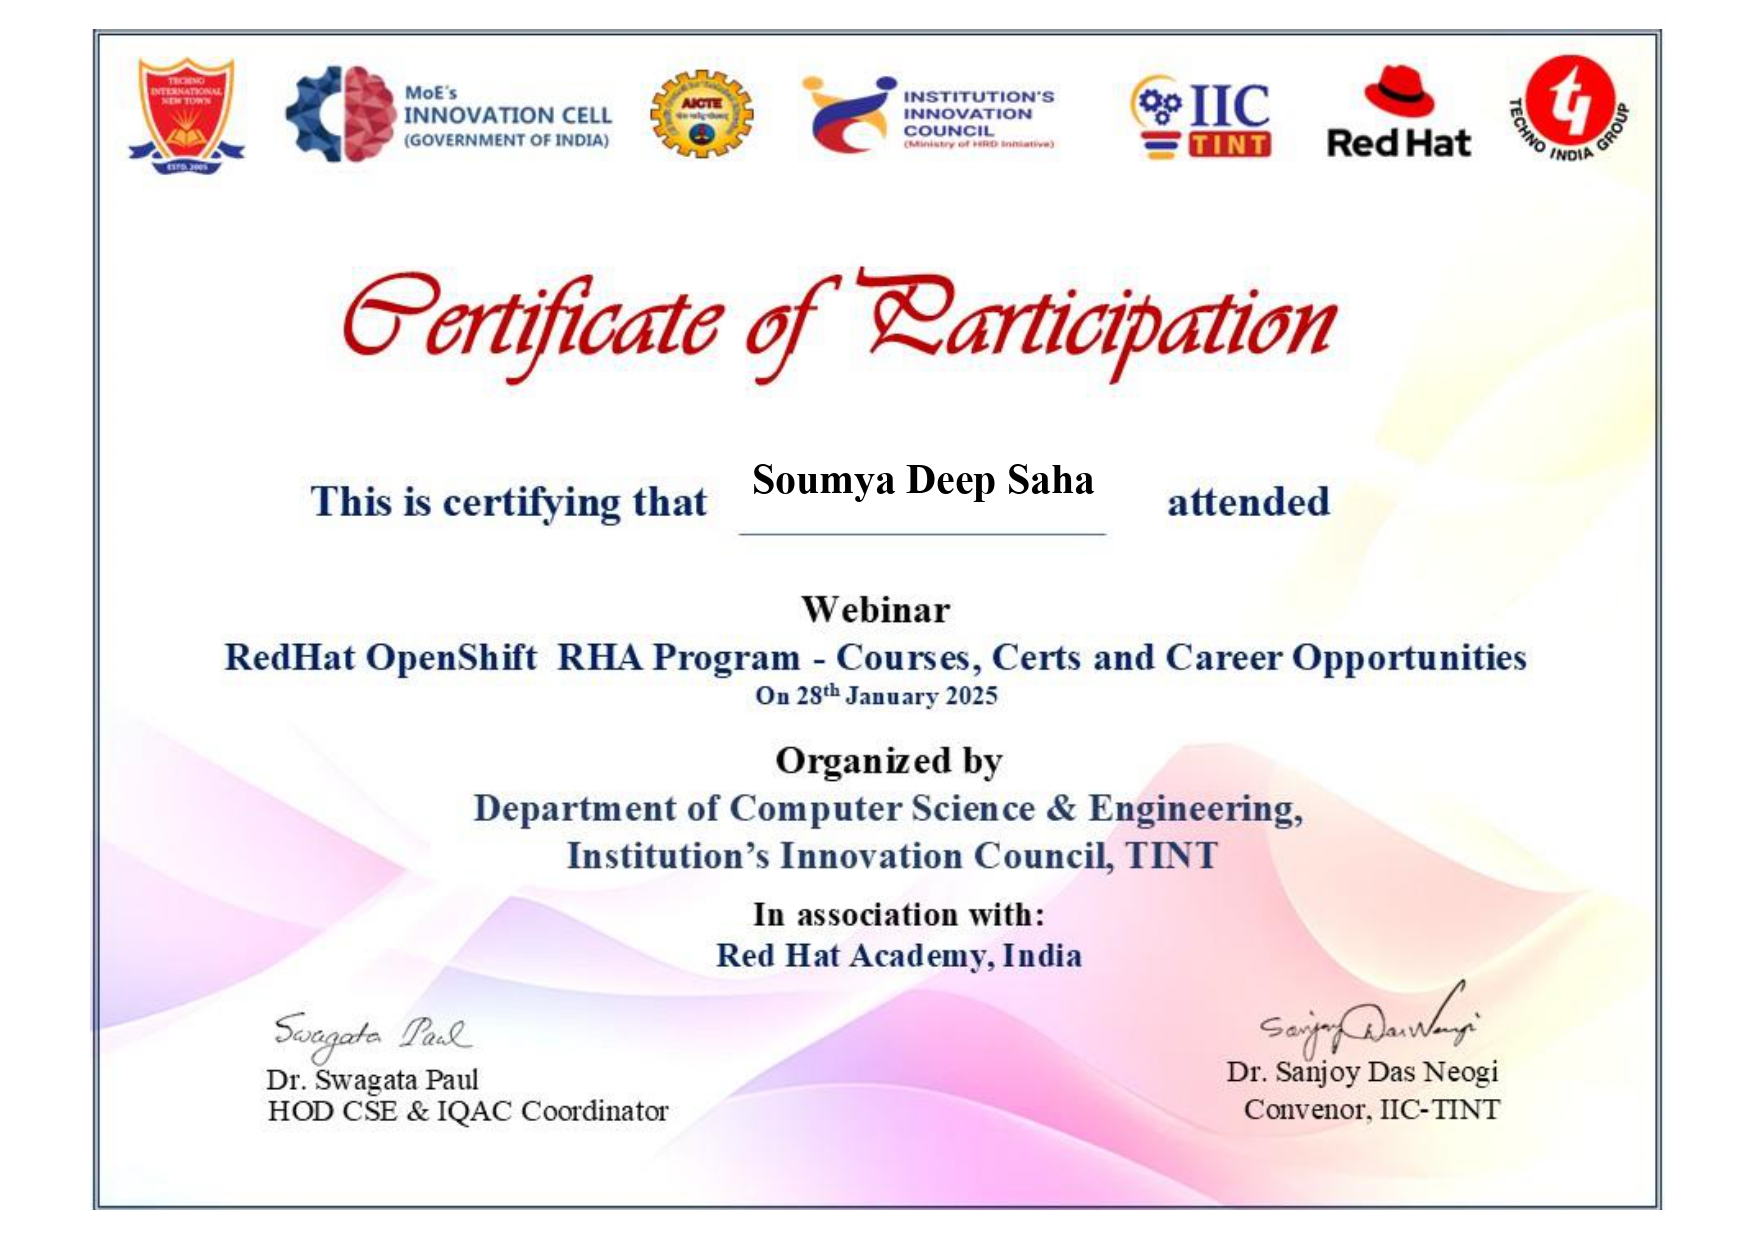 TECHNO
INTERNATIONAL
NEW TOWN
ESTD. 2005
MoE's
INNOVATION CELL
(GOVERNMENT OF INDIA)
AICTE
INSTITUTION'S
INNOVATION
COUNCIL
(Ministry of HRD Initiative)
IIC
TINT
Red Hat
TECHNO INDIA GROUP
Certificate of Participation
This is certifying that Soumya Deep Saha attended
Webinar
RedHat OpenShift RHA Program - Courses, Certs and Career Opportunities
On 28th January 2025
Organized by
Department of Computer Science & Engineering,
Institution’s Innovation Council, TINT
In association with:
Red Hat Academy, India
Swagata Paul
Dr. Swagata Paul
HOD CSE & IQAC Coordinator
Sanjoy Das Neogi
Dr. Sanjoy Das Neogi
Convenor, IIC-TINT